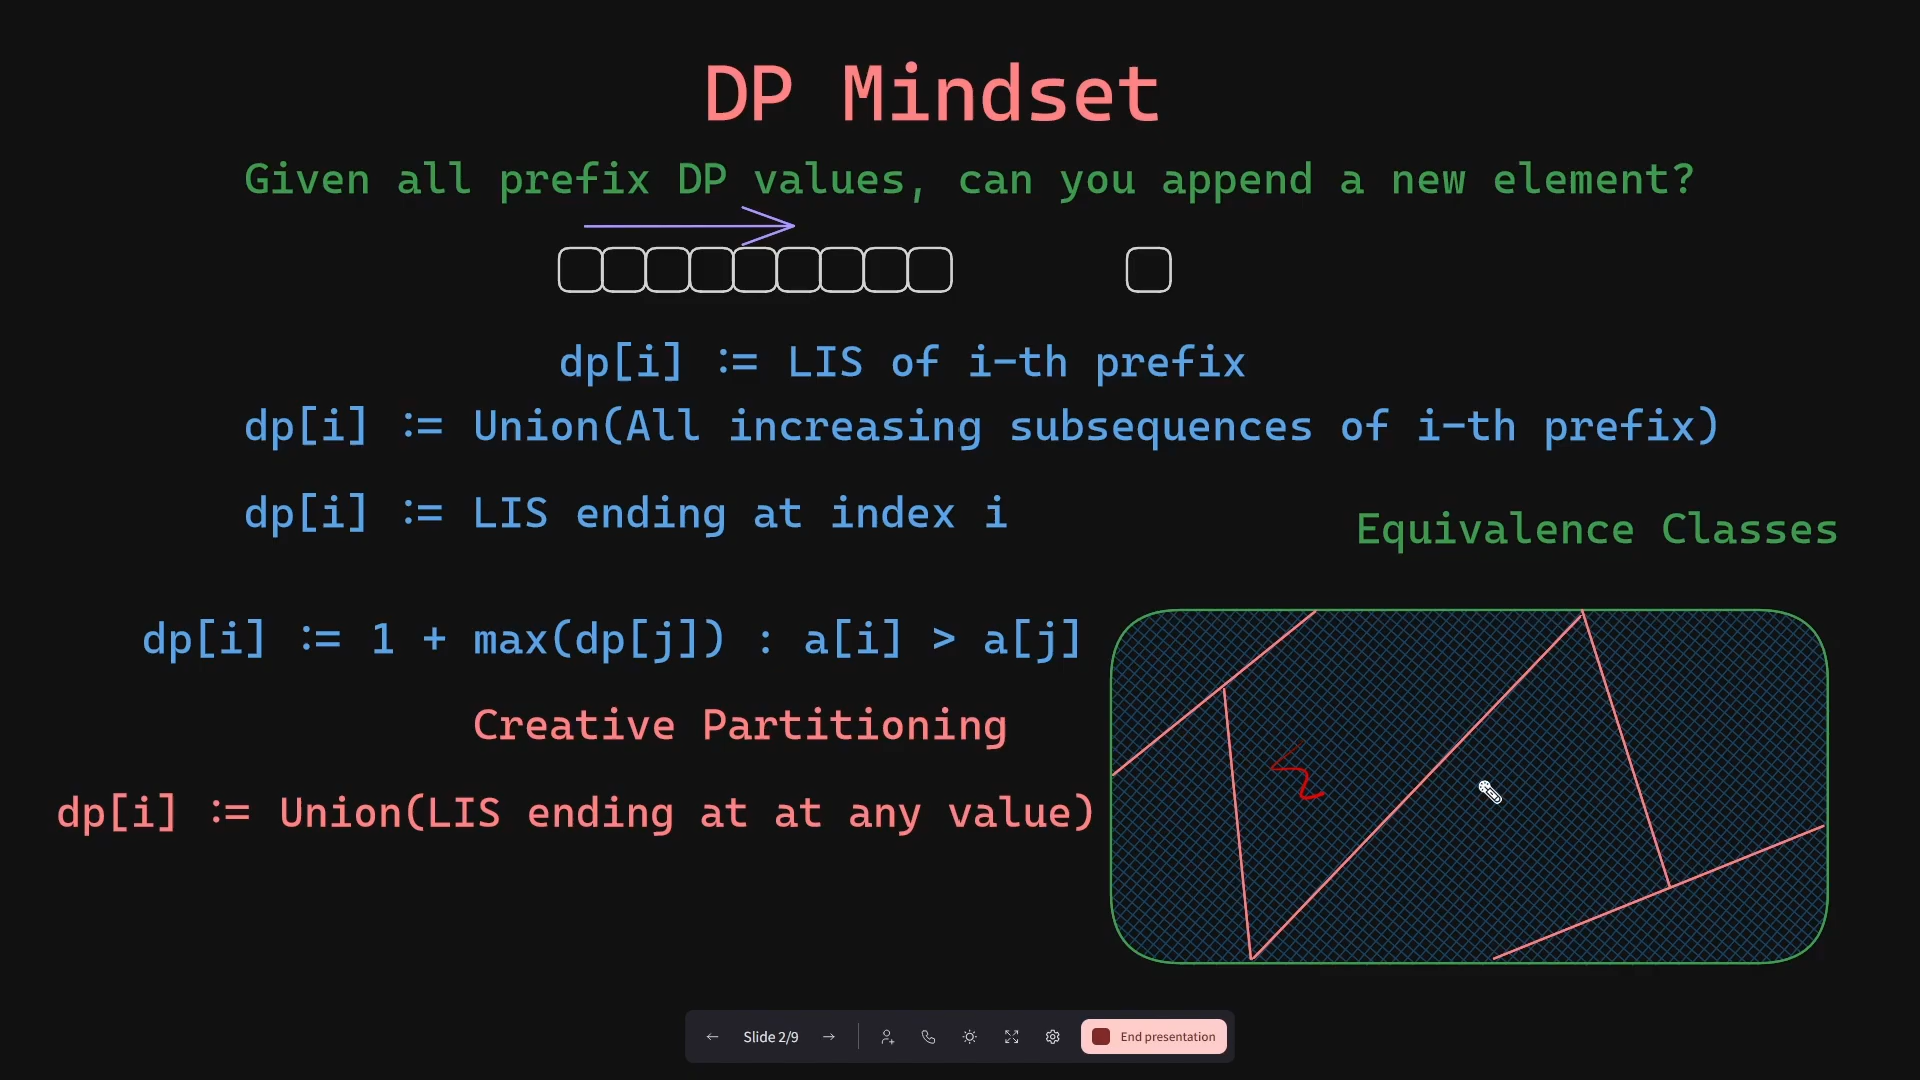 DP Mindset
Given all prefix DP values, can you append a new element?
dp[i] := LIS of i-th prefix
dp[i] := Union(All increasing subsequences of i-th prefix)
dp[i] := LIS ending at index i
Equivalence Classes
dp[i] := 1 + max(dp[j]) : a[i] > a[j]
Creative Partitioning
dp[i] := Union(LIS ending at at any value)
Slide 2/9
End presentation